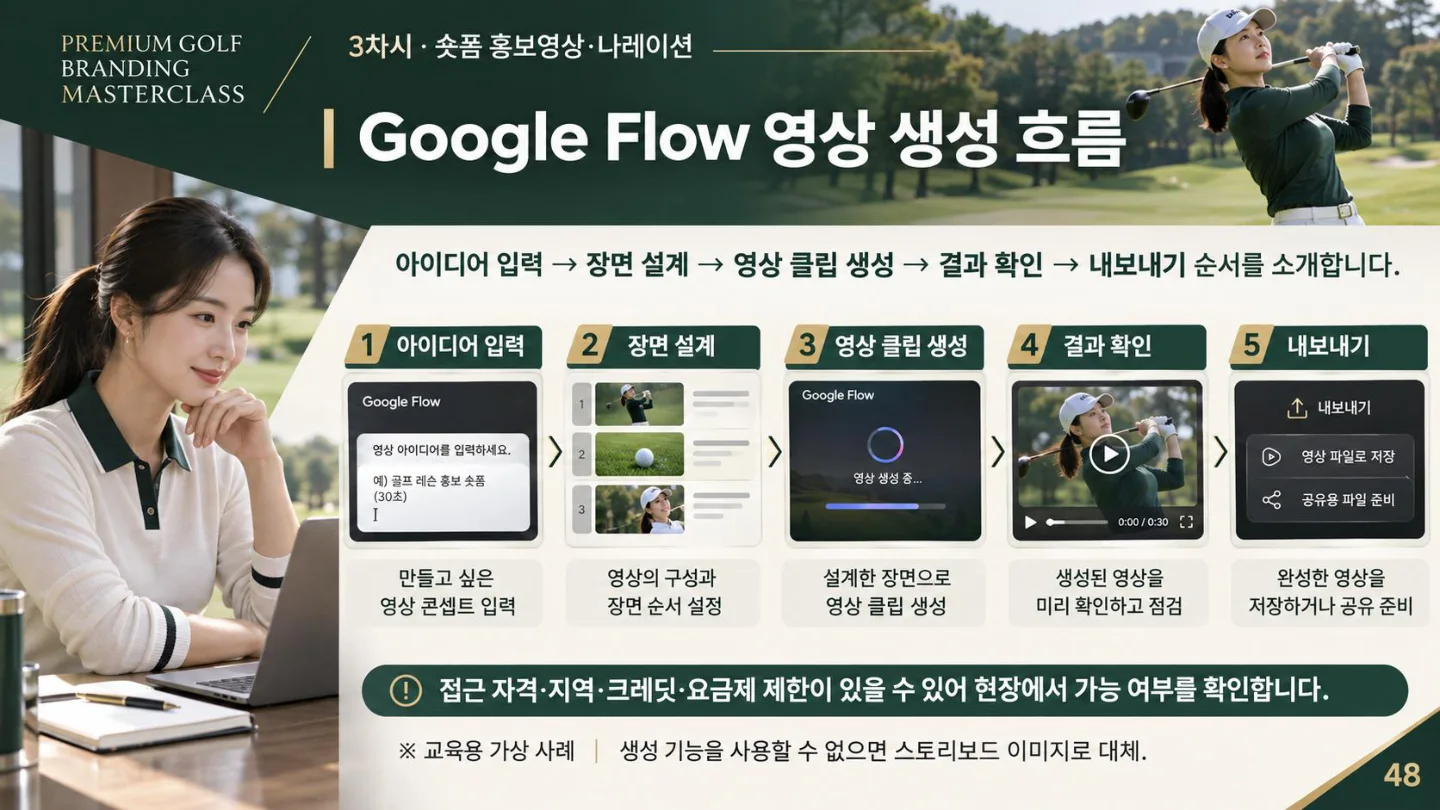 PREMIUM GOLF
BRANDING
MASTERCLASS
3차시 · 숏폼 홍보영상·나레이션
Google Flow 영상 생성 흐름
아이디어 입력 → 장면 설계 → 영상 클립 생성 → 결과 확인 → 내보내기 순서를 소개합니다.
1 아이디어 입력
Google Flow
영상 아이디어를 입력하세요.
예) 골프 레슨 홍보 숏폼
(30초)
만들고 싶은
영상 콘셉트 입력
2 장면 설계
1
2
3
영상의 구성과
장면 순서 설정
3 영상 클립 생성
Google Flow
영상 생성 중...
설계한 장면으로
영상 클립 생성
4 결과 확인
0:00 / 0:30
생성된 영상을
미리 확인하고 점검
5 내보내기
내보내기
영상 파일로 저장
공유용 파일 준비
완성한 영상을
저장하거나 공유 준비
! 접근 자격·지역·크레딧·요금제 제한이 있을 수 있어 현장에서 가능 여부를 확인합니다.
※ 교육용 가상 사례 | 생성 기능을 사용할 수 없으면 스토리보드 이미지로 대체.
48